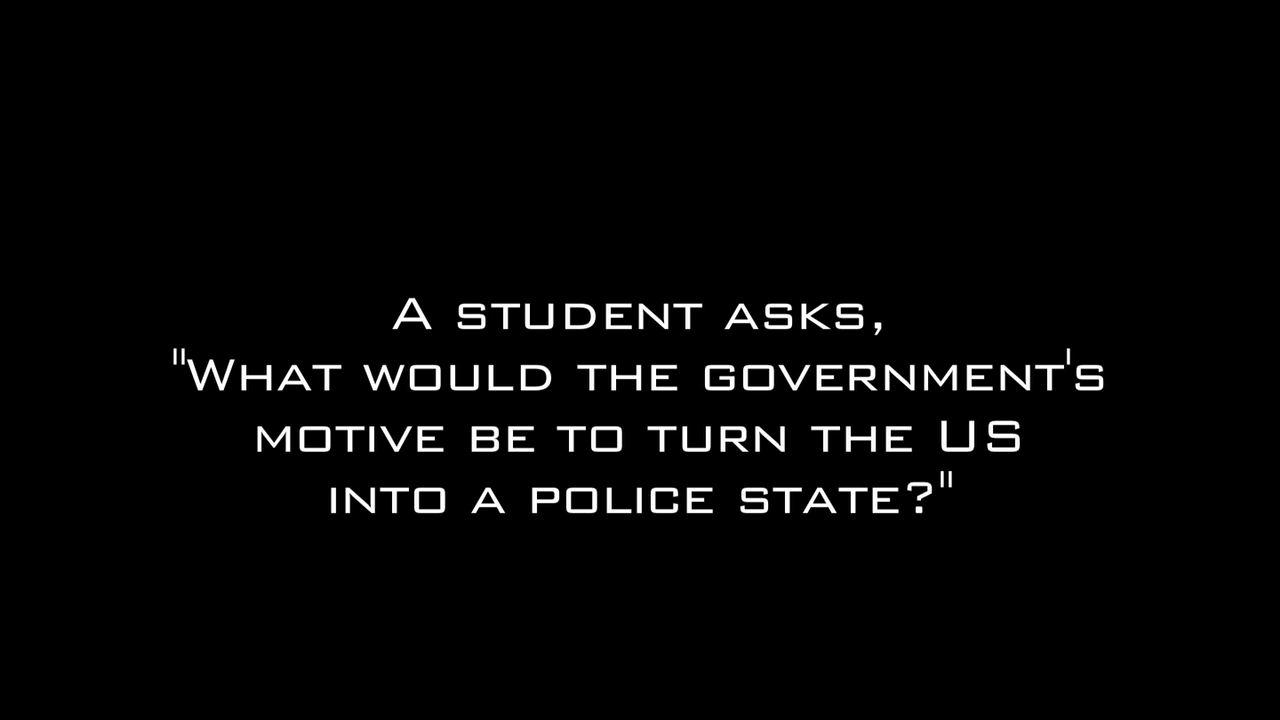 A student asks,
"What would the government's
motive be to turn the US
into a police state?"